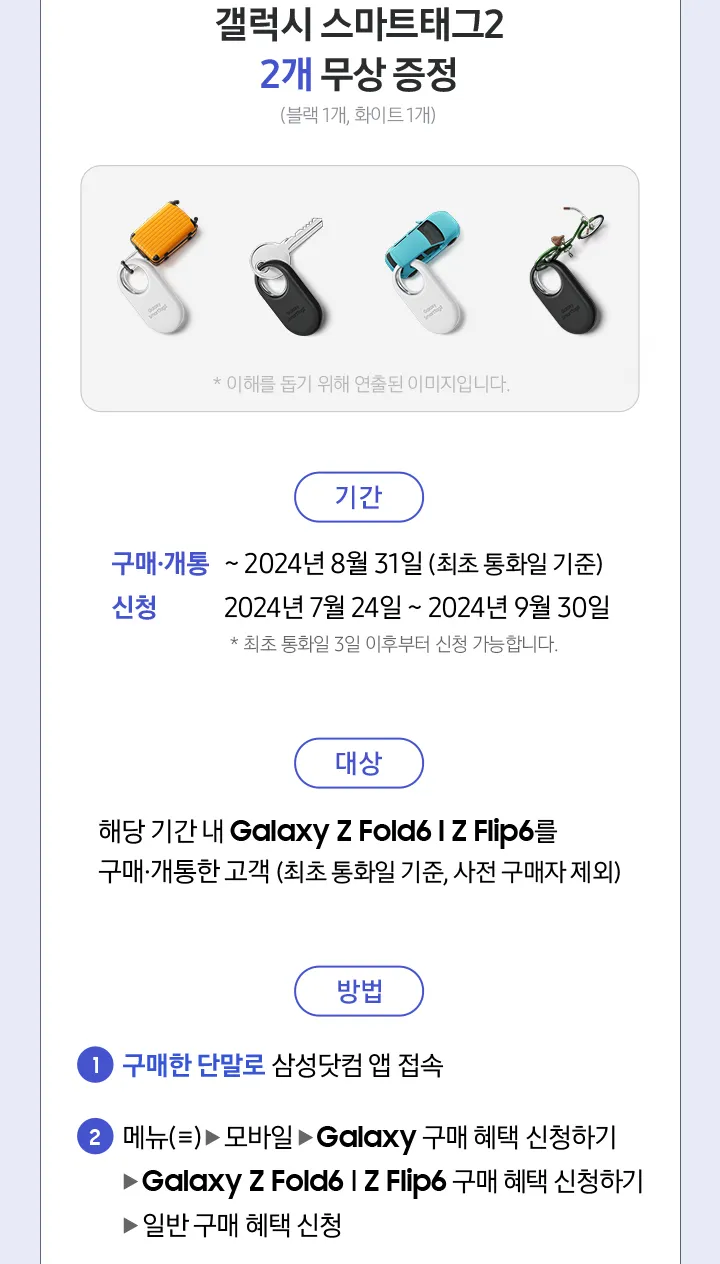 갤럭시 스마트태그2
2개 무상 증정
(블랙 1개, 화이트 1개)
* 이해를 돕기 위해 연출된 이미지입니다.
기간
구매·개통 ~ 2024년 8월 31일 (최초 통화일 기준)
신청 2024년 7월 24일 ~ 2024년 9월 30일
* 최초 통화일 3일 이후부터 신청 가능합니다.
대상
해당 기간 내 Galaxy Z Fold6 | Z Flip6를
구매·개통한 고객 (최초 통화일 기준, 사전 구매자 제외)
방법
1 구매한 단말로 삼성닷컴 앱 접속
2 메뉴(≡) ▶ 모바일 ▶ Galaxy 구매 혜택 신청하기
▶ Galaxy Z Fold6 | Z Flip6 구매 혜택 신청하기
▶ 일반 구매 혜택 신청